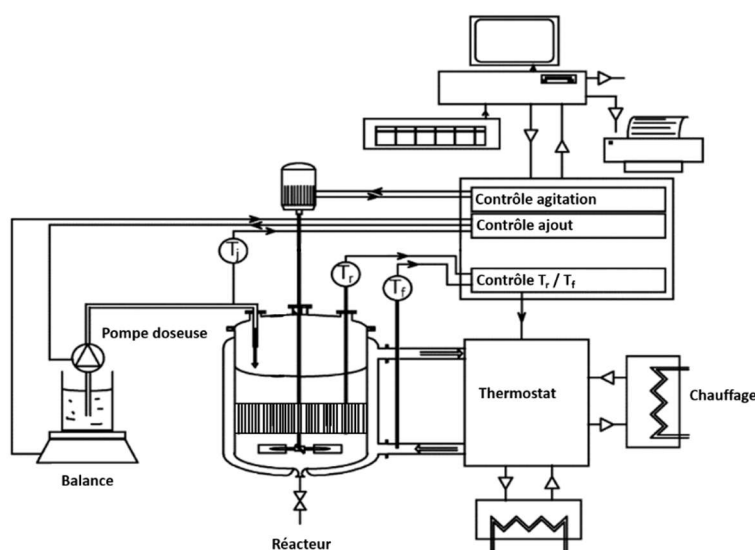 Contrôle agitation
Contrôle ajout
Tj
Tr
Tf
Contrôle Tr / Tf
Pompe doseuse
Thermostat
Chauffage
Balance
Réacteur